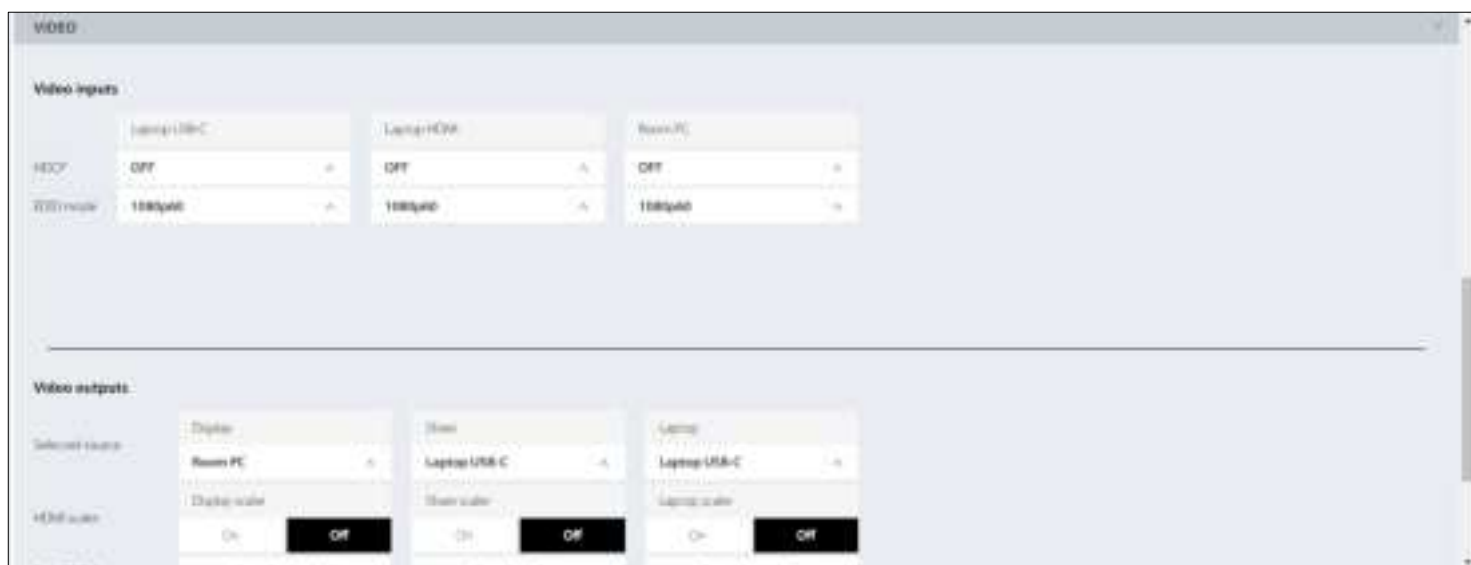 VIDEO
Video inputs
Laptop USB-C Laptop HDMI Room PC
HDCP OFF OFF OFF
EDID mode 1080p60 1080p60 1080p60
Video outputs
Display Share Laptop
Selected source
Room PC Laptop USB-C Laptop USB-C
Display scaler Share scaler Laptop scaler
HDMI scaler
On Off On Off On Off